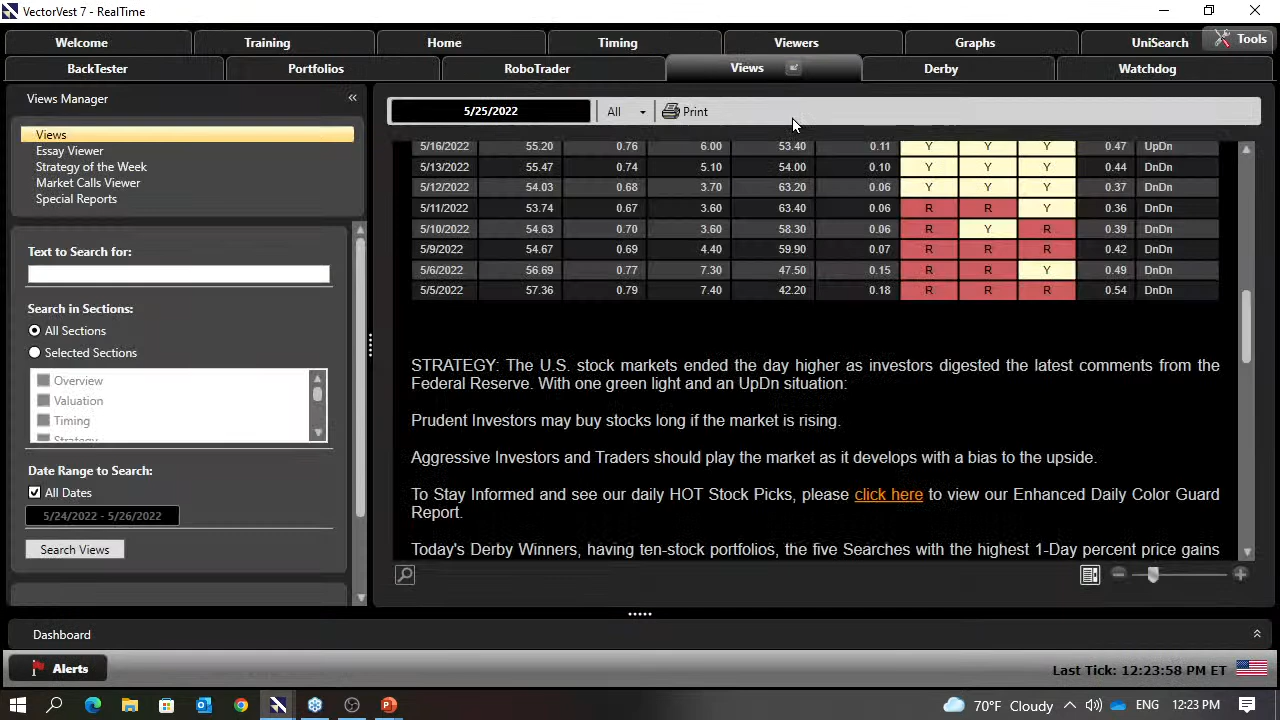 VectorVest 7 - RealTime
Welcome Training Home Timing Viewers Graphs UniSearch Tools
BackTester Portfolios RoboTrader Views Derby Watchdog
Views Manager
Views
Essay Viewer
Strategy of the Week
Market Calls Viewer
Special Reports
Text to Search for:
Search in Sections:
All Sections
Selected Sections
Overview
Valuation
Timing
Strategy
Date Range to Search:
All Dates
5/24/2022 - 5/26/2022
Search Views
5/25/2022 All Print
5/16/2022 55.20 0.76 6.00 53.40 0.11 Y Y Y 0.47 UpDn
5/13/2022 55.47 0.74 5.10 54.00 0.10 Y Y Y 0.44 DnDn
5/12/2022 54.03 0.68 3.70 63.20 0.06 Y Y Y 0.37 DnDn
5/11/2022 53.74 0.67 3.60 63.40 0.06 R R Y 0.36 DnDn
5/10/2022 54.63 0.70 3.60 58.30 0.06 R Y R 0.39 DnDn
5/9/2022 54.67 0.69 4.40 59.90 0.07 R R R 0.42 DnDn
5/6/2022 56.69 0.77 7.30 47.50 0.15 R R Y 0.49 DnDn
5/5/2022 57.36 0.79 7.40 42.20 0.18 R R R 0.54 DnDn
STRATEGY: The U.S. stock markets ended the day higher as investors digested the latest comments from the
Federal Reserve. With one green light and an UpDn situation:
Prudent Investors may buy stocks long if the market is rising.
Aggressive Investors and Traders should play the market as it develops with a bias to the upside.
To Stay Informed and see our daily HOT Stock Picks, please click here to view our Enhanced Daily Color Guard
Report.
Today's Derby Winners, having ten-stock portfolios, the five Searches with the highest 1-Day percent price gains
Dashboard
Alerts
Last Tick: 12:23:58 PM ET
70°F Cloudy ENG 12:23 PM